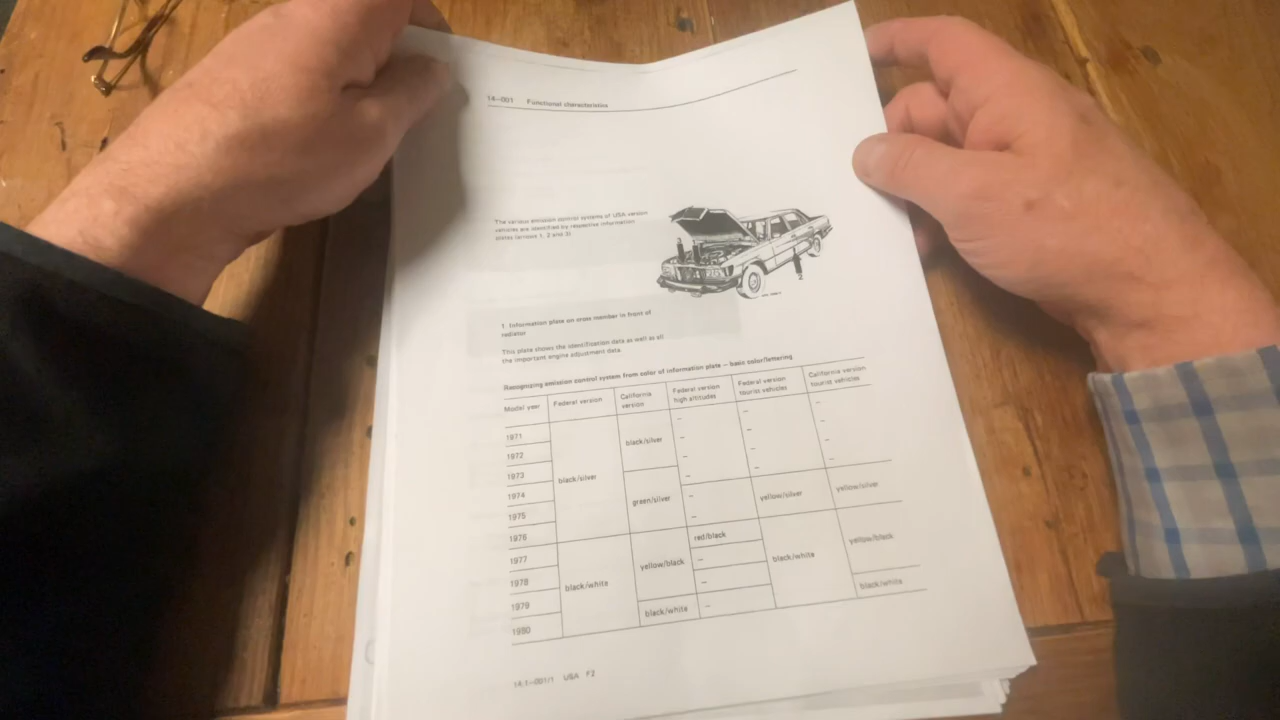 14–001 Functional characteristics
The various emission control systems of USA version
vehicles are identified by respective information
plates (arrows 1, 2 and 3).
1. Information plate on cross member in front of
radiator
This plate shows the identification data as well as all
the important engine adjustment data.
Recognizing emission control system from color of information plate – basic color/lettering
Model year Federal version California version Federal version high altitudes Federal version tourist vehicles California version tourist vehicles
1971 – – –
black/silver
1972 – – –
1973 – – –
black/silver
1974 – – –
green/silver
1975 – yellow/silver yellow/silver
1976 –
1977 red/black
yellow/black – black/white yellow/black
1978 black/white –
1979
black/white – black/white
1980
14.1–001/1 USA F2